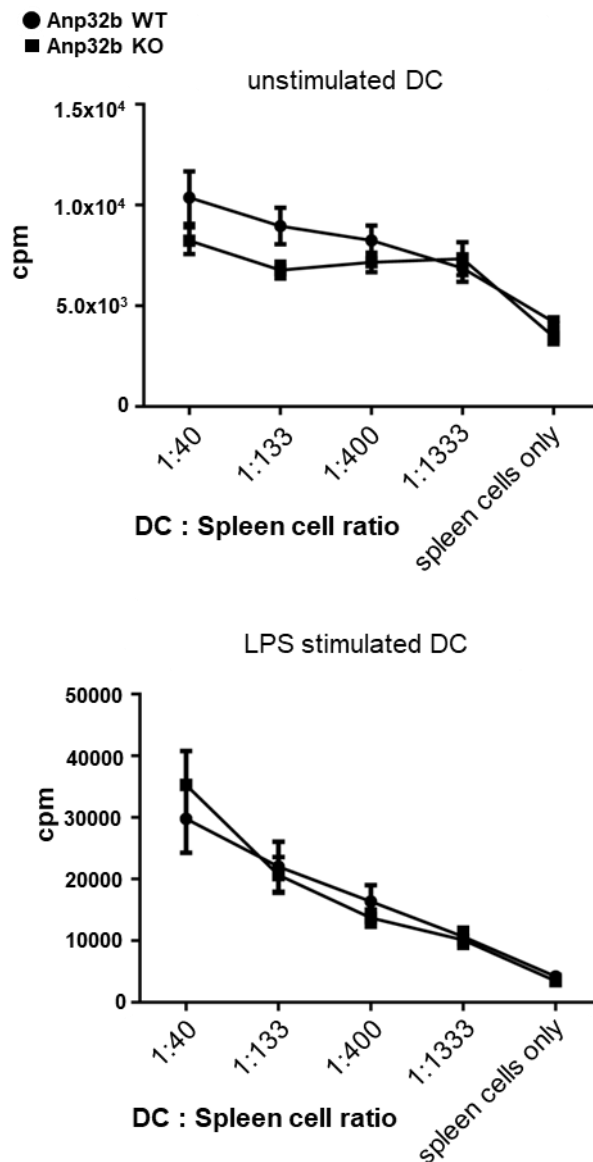 Anp32b WT
Anp32b KO
unstimulated DC
1.5x10⁴
1.0x10⁴
5.0x10³
0
cpm
1:40
1:133
1:400
1:1333
spleen cells only
DC : Spleen cell ratio
LPS stimulated DC
50000
40000
30000
20000
10000
0
cpm
1:40
1:133
1:400
1:1333
spleen cells only
DC : Spleen cell ratio